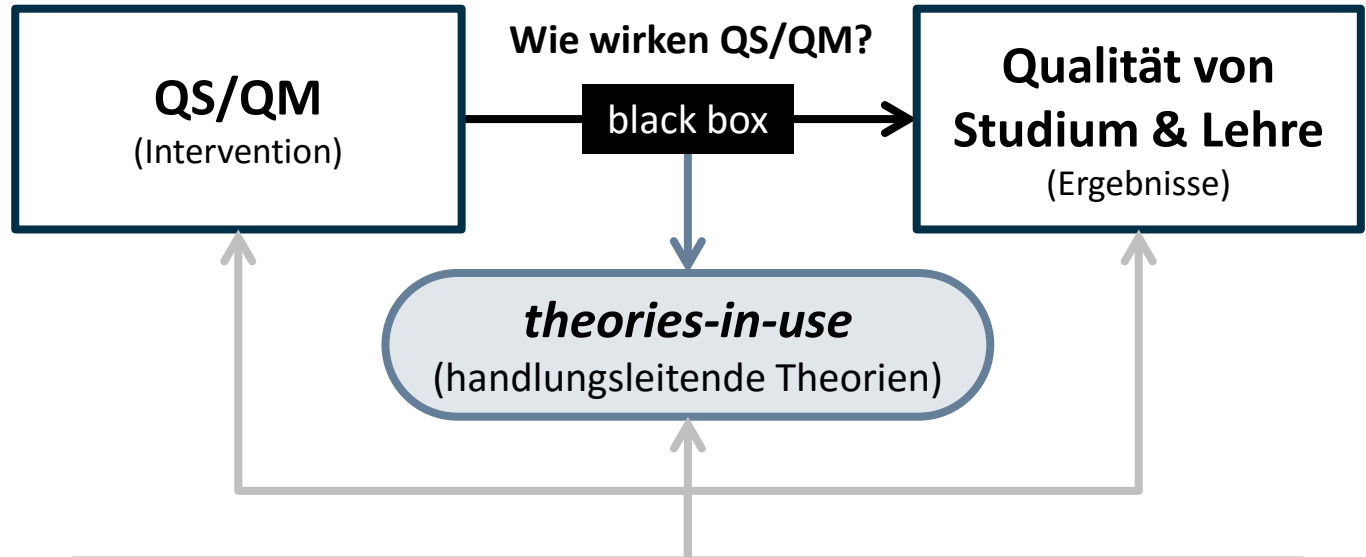 Wie wirken QS/QM?
QS/QM
(Intervention)
black box
Qualität von
Studium & Lehre
(Ergebnisse)
theories-in-use
(handlungsleitende Theorien)